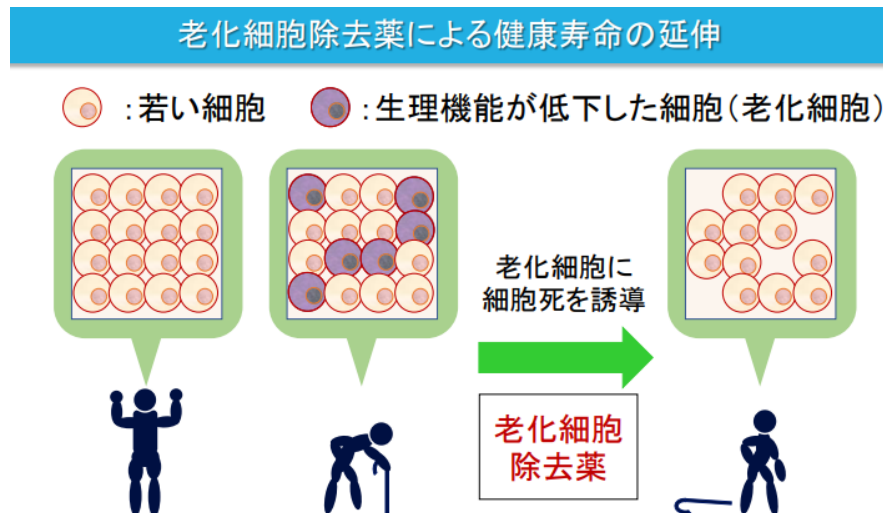 老化細胞除去薬による健康寿命の延伸
:若い細胞
:生理機能が低下した細胞(老化細胞)
老化細胞に
細胞死を誘導
老化細胞
除去薬